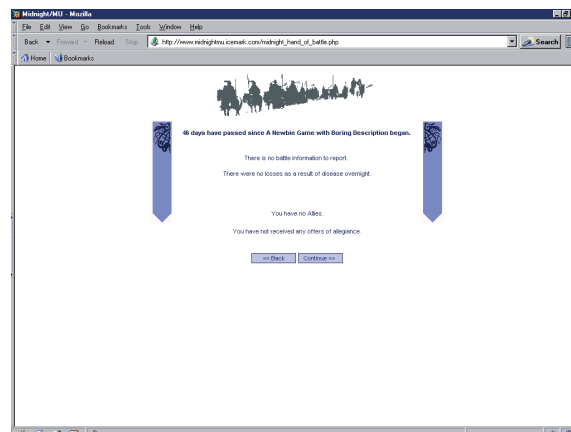 Midnight/MU - Mozilla
File Edit View Go Bookmarks Tools Window Help
Back Forward Reload Stop http://www.midnightmu.icemark.com/midnight_hand_of_battle.php Search
Home Bookmarks
46 days have passed since A Newbie Game with Boring Description began.
There is no battle information to report.
There were no losses as a result of disease overnight.
You have no Allies.
You have not received any offers of allegiance.
<< Back Continue >>